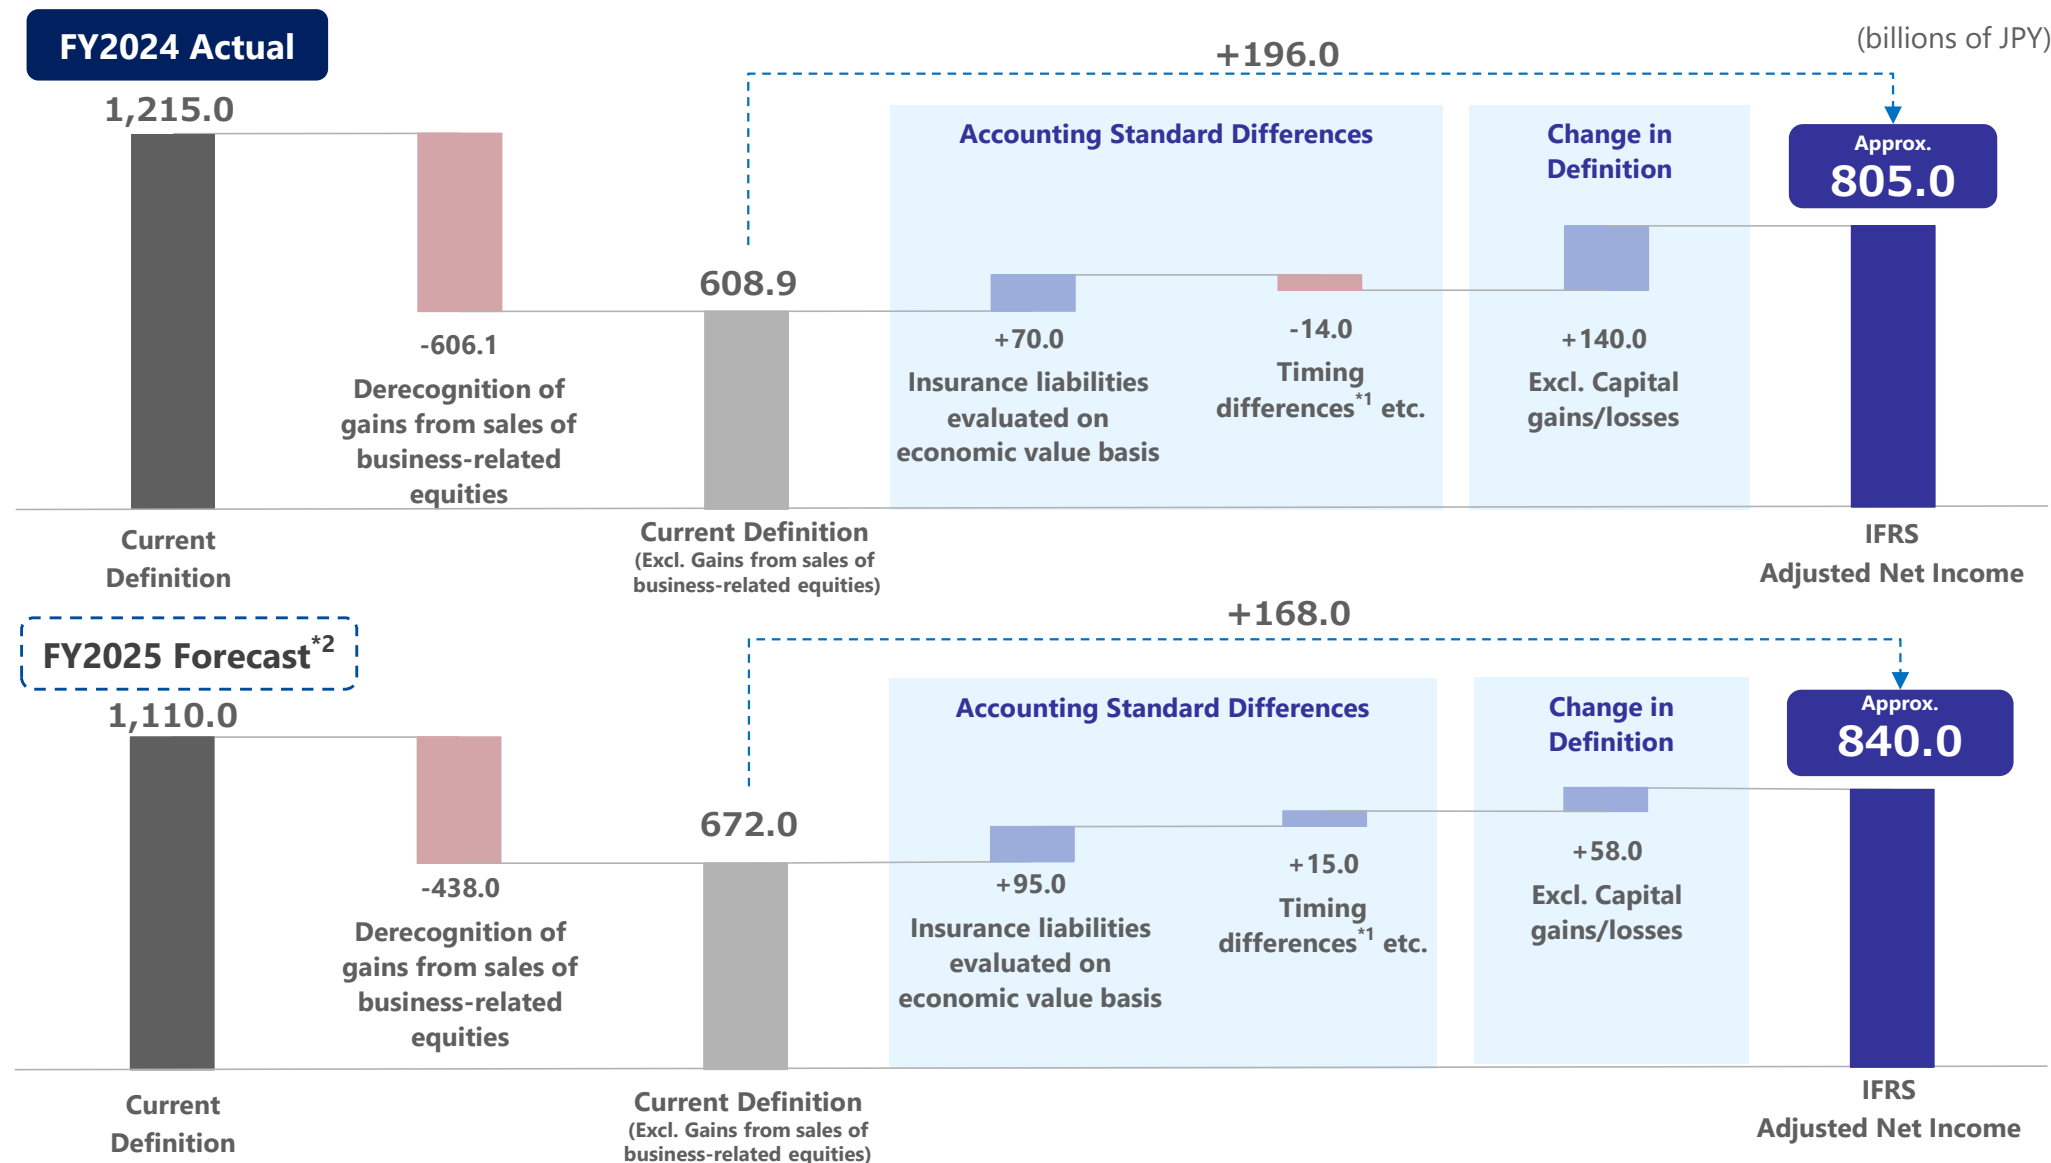 FY2024 Actual
(billions of JPY)
+196.0
1,215.0
Accounting Standard Differences
Change in
Definition
Approx.
805.0
608.9
-606.1
Derecognition of
gains from sales of
business-related
equities
+70.0
Insurance liabilities
evaluated on
economic value basis
-14.0
Timing
differences*1 etc.
+140.0
Excl. Capital
gains/losses
Current
Definition
Current Definition
(Excl. Gains from sales of
business-related equities)
IFRS
Adjusted Net Income
FY2025 Forecast*2
+168.0
1,110.0
Accounting Standard Differences
Change in
Definition
Approx.
840.0
672.0
-438.0
Derecognition of
gains from sales of
business-related
equities
+95.0
Insurance liabilities
evaluated on
economic value basis
+15.0
Timing
differences*1 etc.
+58.0
Excl. Capital
gains/losses
Current
Definition
Current Definition
(Excl. Gains from sales of
business-related equities)
IFRS
Adjusted Net Income